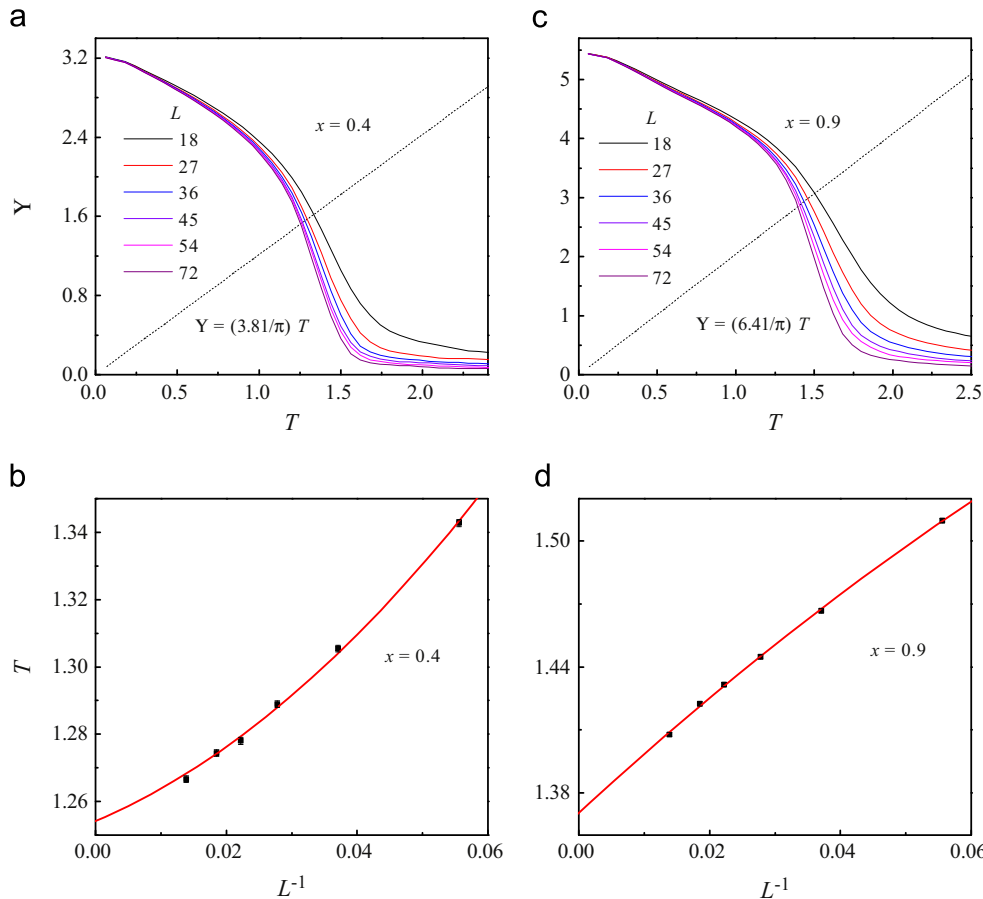 a
Y
3.2
2.4
1.6
0.8
0.0
L
18
27
36
45
54
72
x = 0.4
Y = (3.81/π) T
0.0 0.5 1.0 1.5 2.0
T
c
5
4
3
2
1
0
L
18
27
36
45
54
72
x = 0.9
Y = (6.41/π) T
0.0 0.5 1.0 1.5 2.0 2.5
T
b
T
1.34
1.32
1.30
1.28
1.26
x = 0.4
0.00 0.02 0.04 0.06
L⁻¹
d
1.50
1.44
1.38
x = 0.9
0.00 0.02 0.04 0.06
L⁻¹